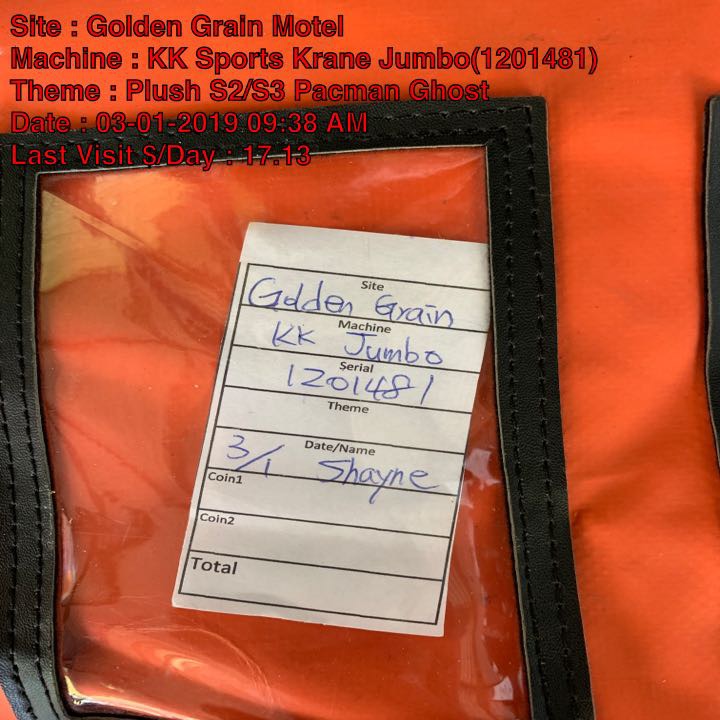 Site : Golden Grain Motel
Machine : KK Sports Krane Jumbo(1201481)
Theme : Plush S2/S3 Pacman Ghost
Date : 03-01-2019 09:38 AM
Last Visit $/Day : 17.13
Site
Golden Grain
Machine
KK Jumbo
Serial
1201481
Theme
Date/Name
3/1 Shayne
Coin1
Coin2
Total